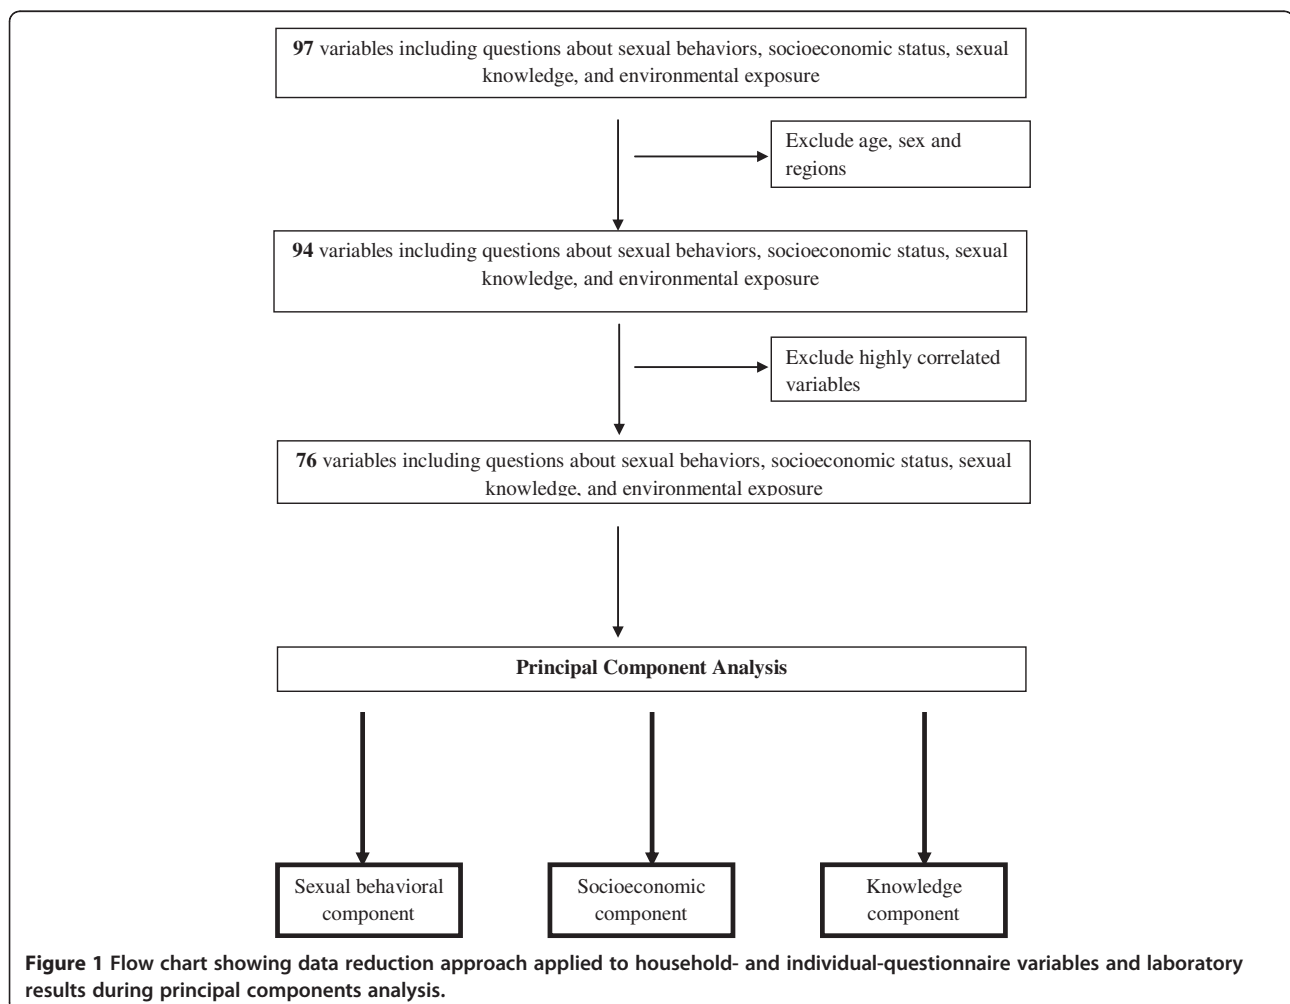 97 variables including questions about sexual behaviors, socioeconomic status, sexual
knowledge, and environmental exposure
Exclude age, sex and
regions
94 variables including questions about sexual behaviors, socioeconomic status, sexual
knowledge, and environmental exposure
Exclude highly correlated
variables
76 variables including questions about sexual behaviors, socioeconomic status, sexual
knowledge, and environmental exposure
Principal Component Analysis
Sexual behavioral
component
Socioeconomic
component
Knowledge
component
Figure 1 Flow chart showing data reduction approach applied to household- and individual-questionnaire variables and laboratory
results during principal components analysis.